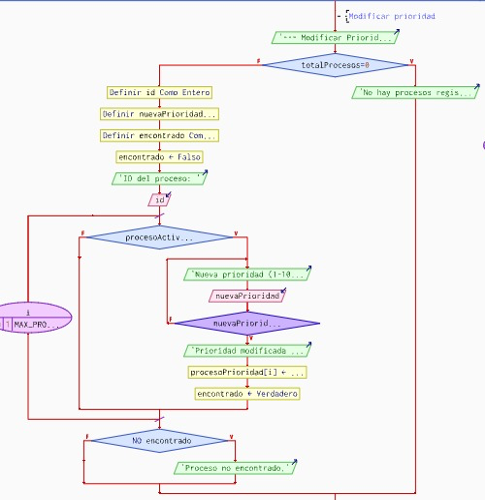 Modificar prioridad
'--- Modificar Priorid...
totalProcesos=0
F
V
Definir id Como Entero
'No hay procesos regis...
Definir nuevaPrioridad...
Definir encontrado Com...
encontrado ← Falso
'ID del proceso: '
id
procesoActiv...
F
V
'Nueva prioridad (1-10...
nuevaPrioridad
i
1 MAX_PRO...
nuevaPriorid...
F
V
'Prioridad modificada ...
procesoPrioridad[i] ← ...
encontrado ← Verdadero
NO encontrado
F
V
'Proceso no encontrado.'